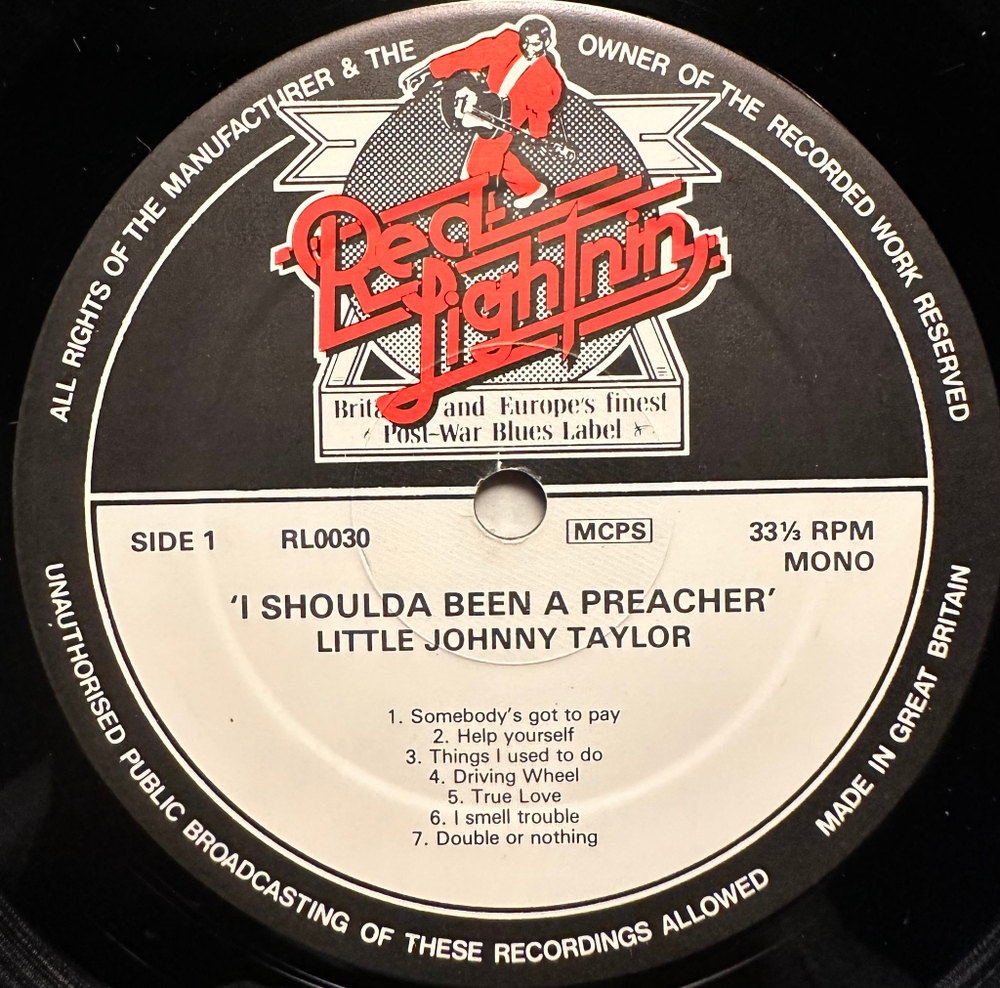 ALL RIGHTS OF THE MANUFACTURER & THE OWNER OF THE RECORDED WORK RESERVED
Red
Lightnin'
and Europe's finest
Post-War Blues Label
SIDE 1 RL0030 MCPS 33⅓ RPM
MONO
'I SHOULDA BEEN A PREACHER'
LITTLE JOHNNY TAYLOR
1. Somebody's got to pay
2. Help yourself
3. Things I used to do
4. Driving Wheel
5. True Love
6. I smell trouble
7. Double or nothing
UNAUTHORISED PUBLIC BROADCASTING OF THESE RECORDINGS ALLOWED
MADE IN GREAT BRITAIN